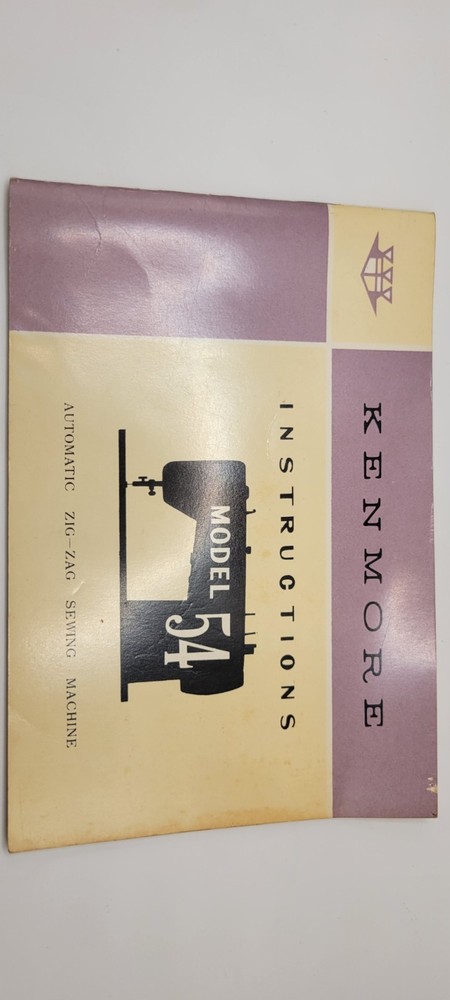 KENMORE
INSTRUCTIONS
MODEL 54
AUTOMATIC ZIG—ZAG SEWING MACHINE